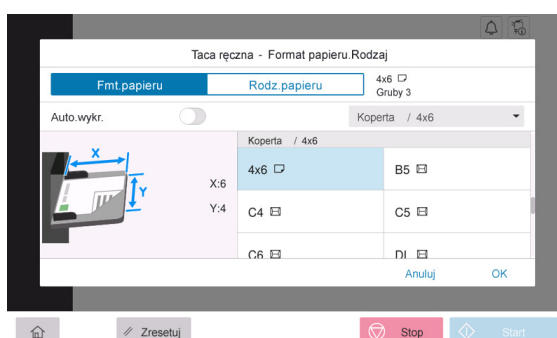 Taca ręczna - Format papieru.Rodzaj
Fmt.papieru
Rodz.papieru
4x6
Gruby 3
Auto.wykr.
Koperta / 4x6
Koperta / 4x6
X
Y
X:6
Y:4
4x6
B5
C4
C5
C6
DL
Anuluj
OK
Zresetuj
Stop
Start